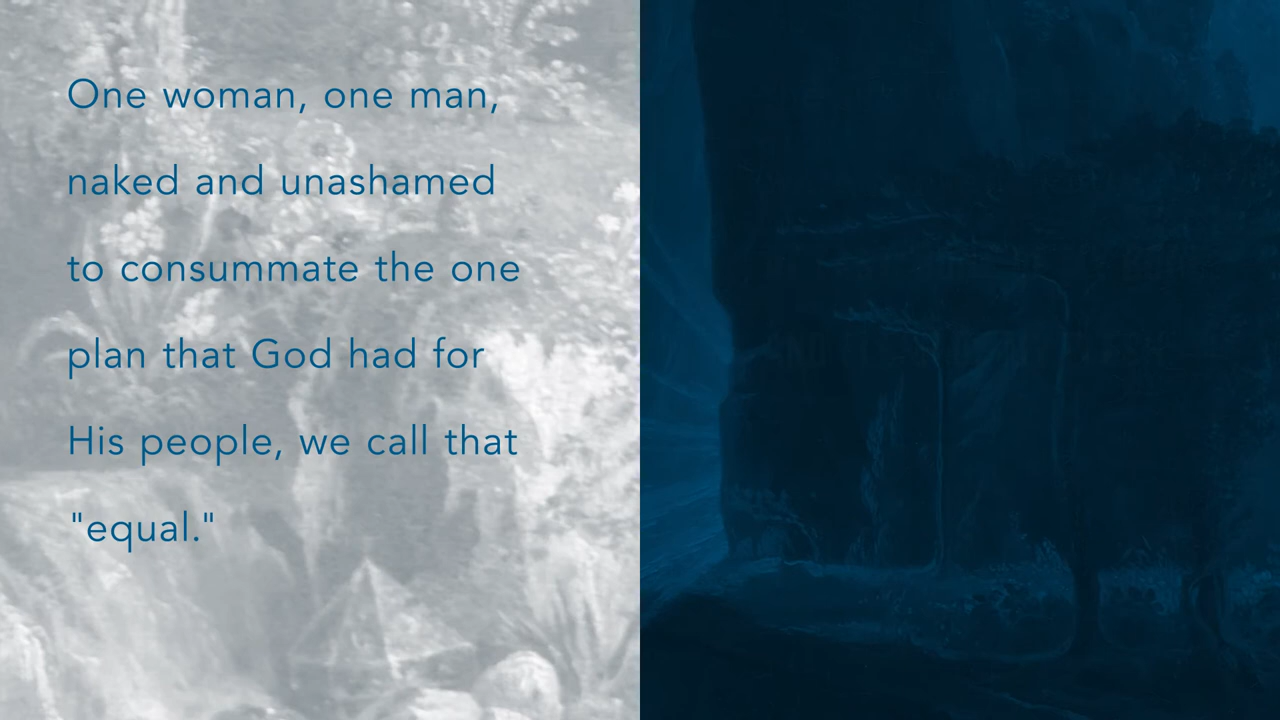 One woman, one man,
naked and unashamed
to consummate the one
plan that God had for
His people, we call that
"equal."